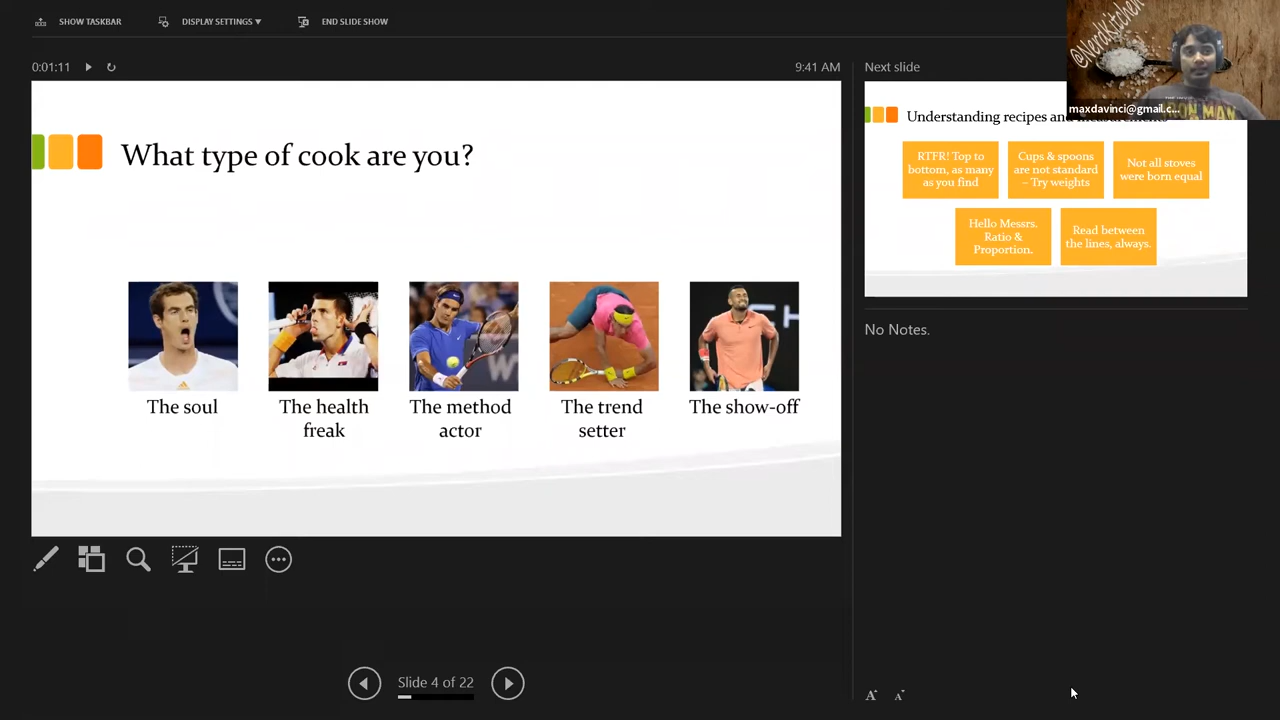 SHOW TASKBAR
DISPLAY SETTINGS ▼
END SLIDE SHOW
0:01:11
9:41 AM
What type of cook are you?
The soul
The health
freak
The method
actor
The trend
setter
The show-off
Slide 4 of 22
Next slide
@NerdKitchen
maxdavinci@gmail.c...
Understanding recipes and measurements
RTFR! Top to
bottom, as many
as you find
Cups & spoons
are not standard
– Try weights
Not all stoves
were born equal
Hello Messrs.
Ratio &
Proportion.
Read between
the lines, always.
No Notes.
A
A